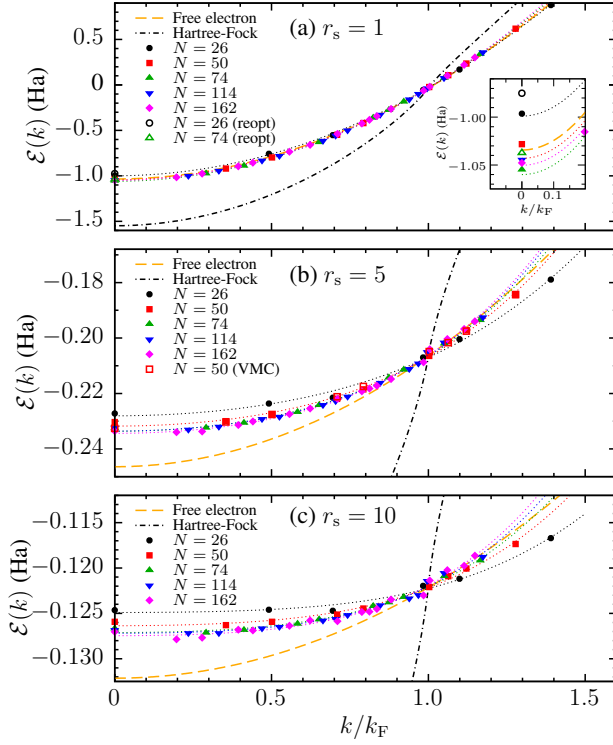 (a) r_s = 1
Free electron
Hartree-Fock
N = 26
N = 50
N = 74
N = 114
N = 162
N = 26 (reopt)
N = 74 (reopt)
0.5
0
−0.5
−1.0
−1.5
ℰ(k) (Ha)
−1.00
−1.05
ℰ(k) (Ha)
0
0.1
k/k_F
(b) r_s = 5
Free electron
Hartree-Fock
N = 26
N = 50
N = 74
N = 114
N = 162
N = 50 (VMC)
−0.18
−0.20
−0.22
−0.24
ℰ(k) (Ha)
(c) r_s = 10
Free electron
Hartree-Fock
N = 26
N = 50
N = 74
N = 114
N = 162
−0.115
−0.120
−0.125
−0.130
ℰ(k) (Ha)
0
0.5
1.0
1.5
k/k_F